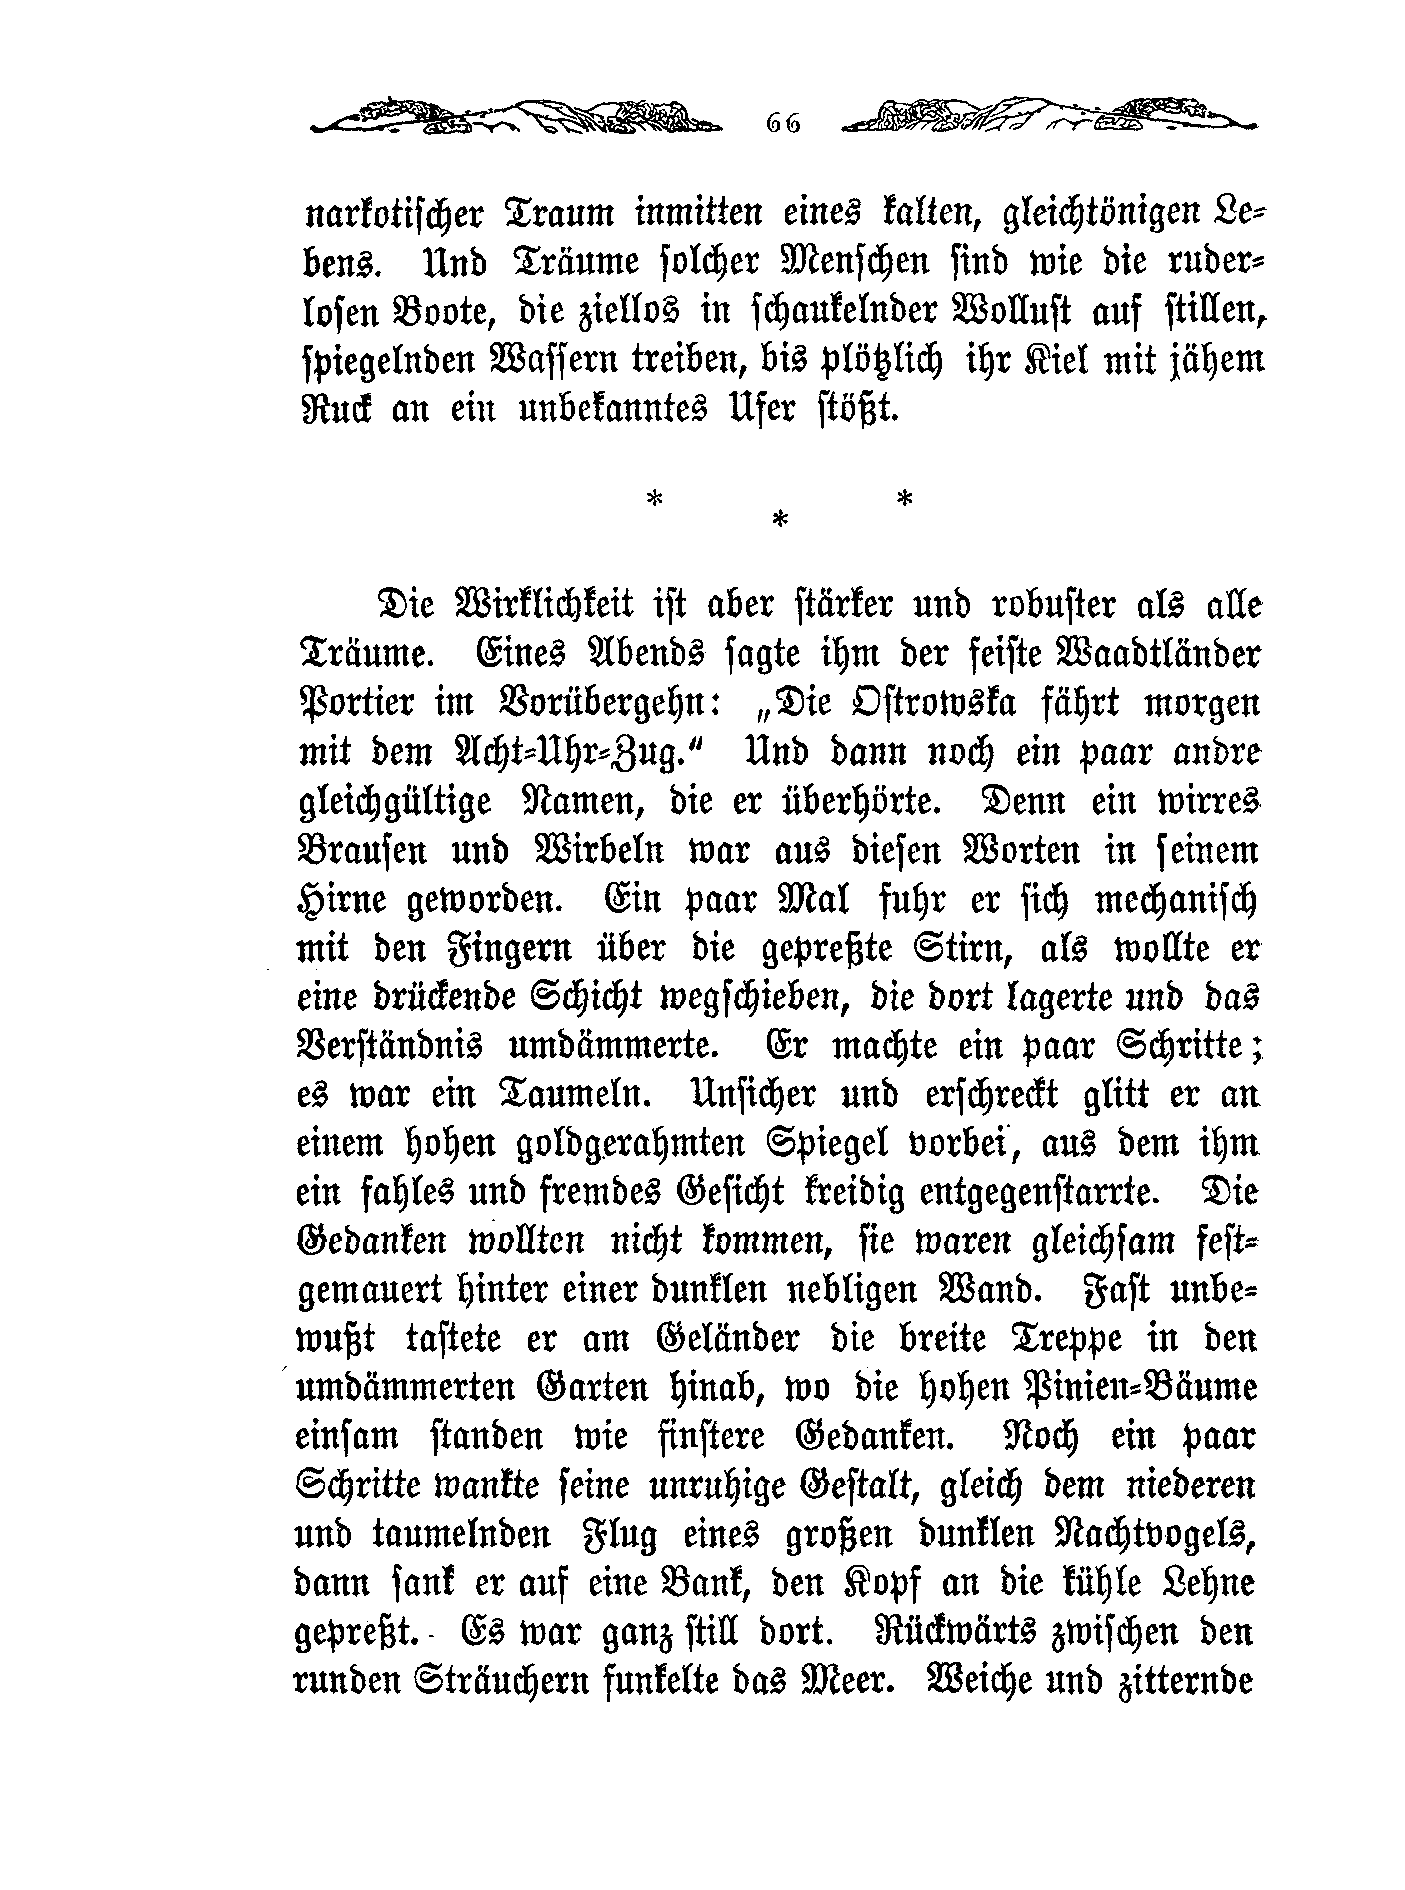 66
narkotischer Traum inmitten eines kalten, gleichtönigen Le-
bens. Und Träume solcher Menschen sind wie die ruder-
losen Boote, die ziellos in schaukelnder Wollust auf stillen,
spiegelnden Wassern treiben, bis plötzlich ihr Kiel mit jähem
Ruck an ein unbekanntes Ufer stößt.
* * *
Die Wirklichkeit ist aber stärker und robuster als alle
Träume. Eines Abends sagte ihm der feiste Waadtländer
Portier im Vorübergehn: „Die Ostrowska fährt morgen
mit dem Acht-Uhr-Zug.“ Und dann noch ein paar andre
gleichgültige Namen, die er überhörte. Denn ein wirres
Brausen und Wirbeln war aus diesen Worten in seinem
Hirne geworden. Ein paar Mal fuhr er sich mechanisch
mit den Fingern über die gepreßte Stirn, als wollte er
eine drückende Schicht wegschieben, die dort lagerte und das
Verständnis umdämmerte. Er machte ein paar Schritte;
es war ein Taumeln. Unsicher und erschreckt glitt er an
einem hohen goldgerahmten Spiegel vorbei, aus dem ihm
ein fahles und fremdes Gesicht kreidig entgegenstarrte. Die
Gedanken wollten nicht kommen, sie waren gleichsam fest-
gemauert hinter einer dunklen nebligen Wand. Fast unbe-
wußt tastete er am Geländer die breite Treppe in den
umdämmerten Garten hinab, wo die hohen Pinien-Bäume
einsam standen wie finstere Gedanken. Noch ein paar
Schritte wankte seine unruhige Gestalt, gleich dem niederen
und taumelnden Flug eines großen dunklen Nachtvogels,
dann sank er auf eine Bank, den Kopf an die kühle Lehne
gepreßt. Es war ganz still dort. Rückwärts zwischen den
runden Sträuchern funkelte das Meer. Weiche und zitternde